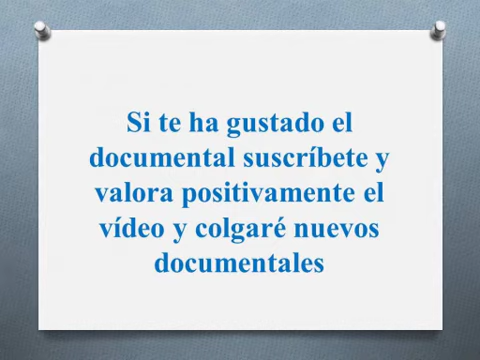 Si te ha gustado el
documental suscríbete y
valora positivamente el
vídeo y colgaré nuevos
documentales